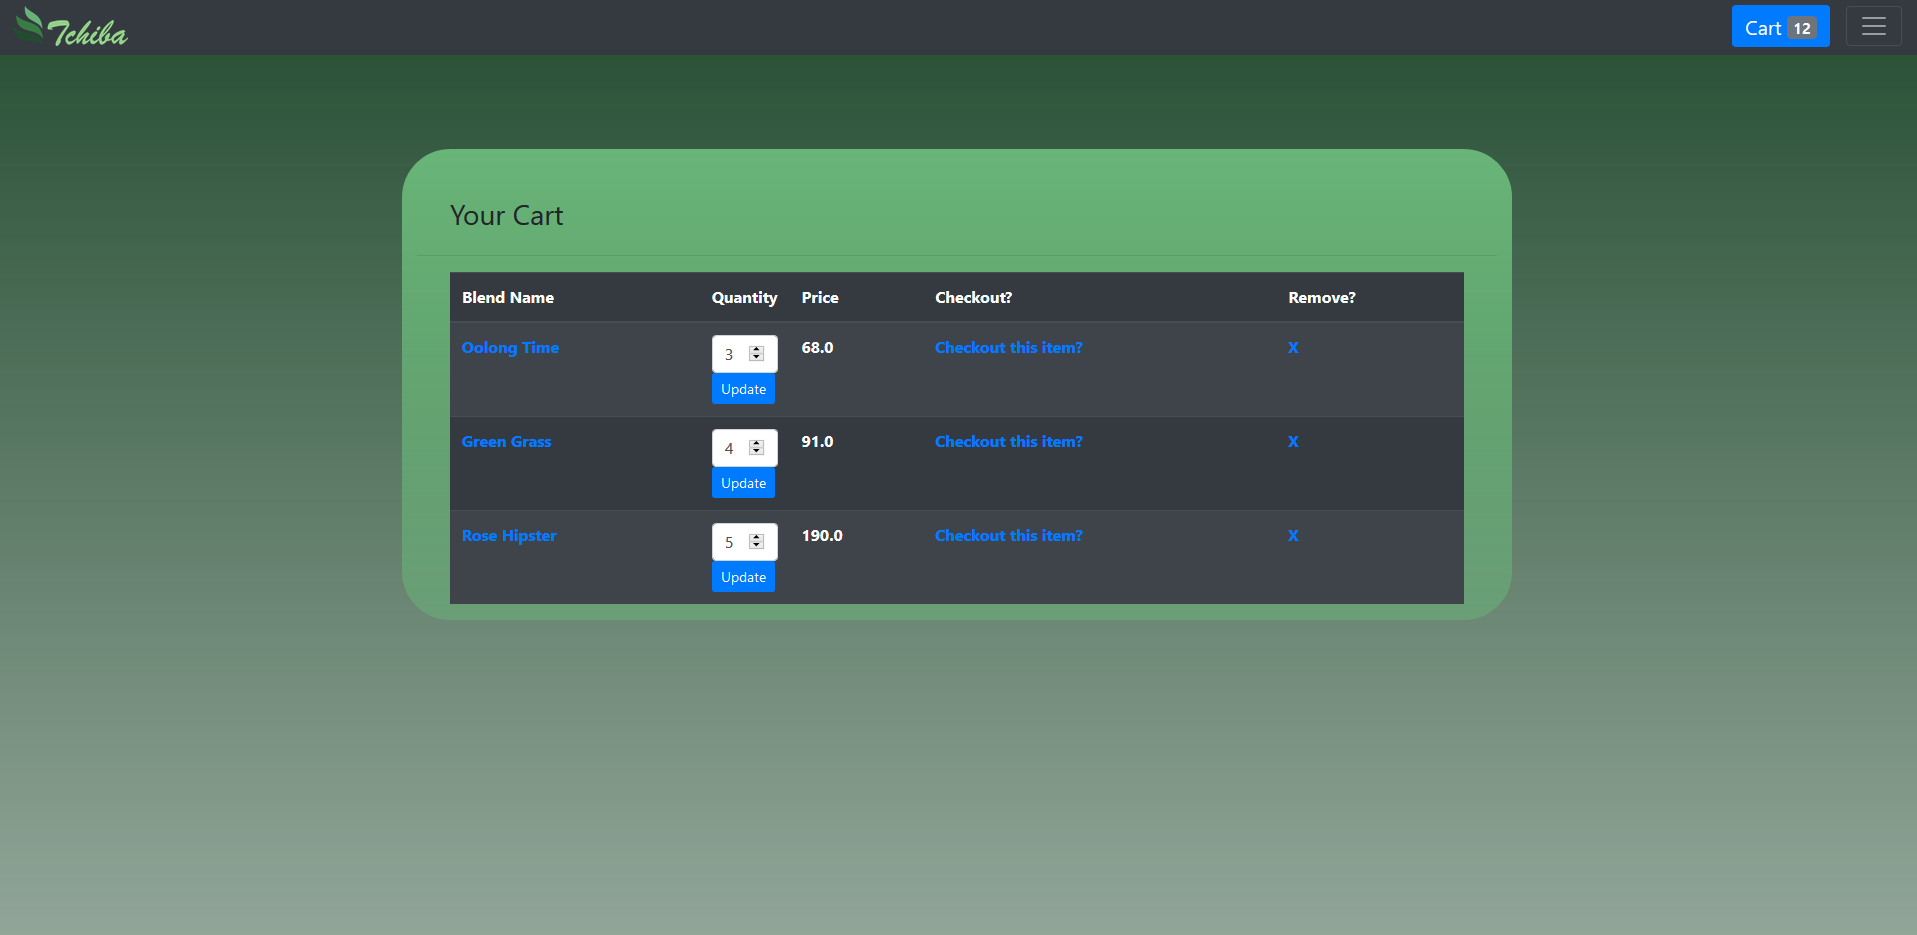 Tchiba
Cart 12
Your Cart
Blend Name Quantity Price Checkout? Remove?
Oolong Time 3 68.0 Checkout this item? X
Update
Green Grass 4 91.0 Checkout this item? X
Update
Rose Hipster 5 190.0 Checkout this item? X
Update